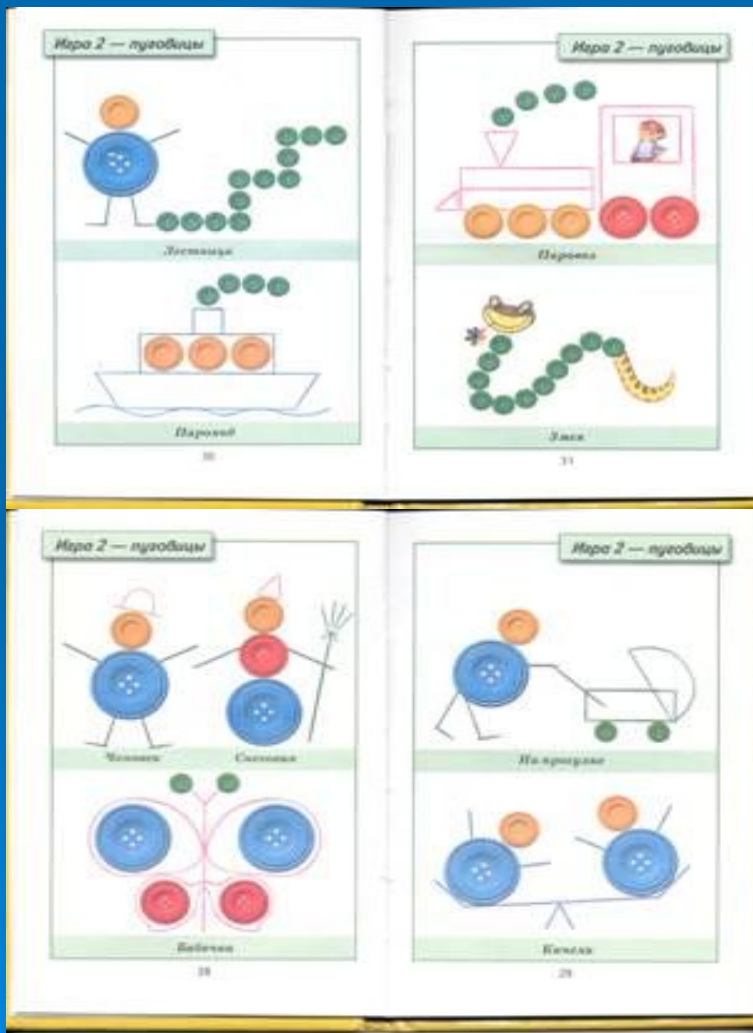 Игра 2 — пуговицы
Лестница
Пароход
30
Игра 2 — пуговицы
Паровоз
Змея
31
Игра 2 — пуговицы
Человек
Снеговик
Бабочка
28
Игра 2 — пуговицы
На прогулке
Качели
29